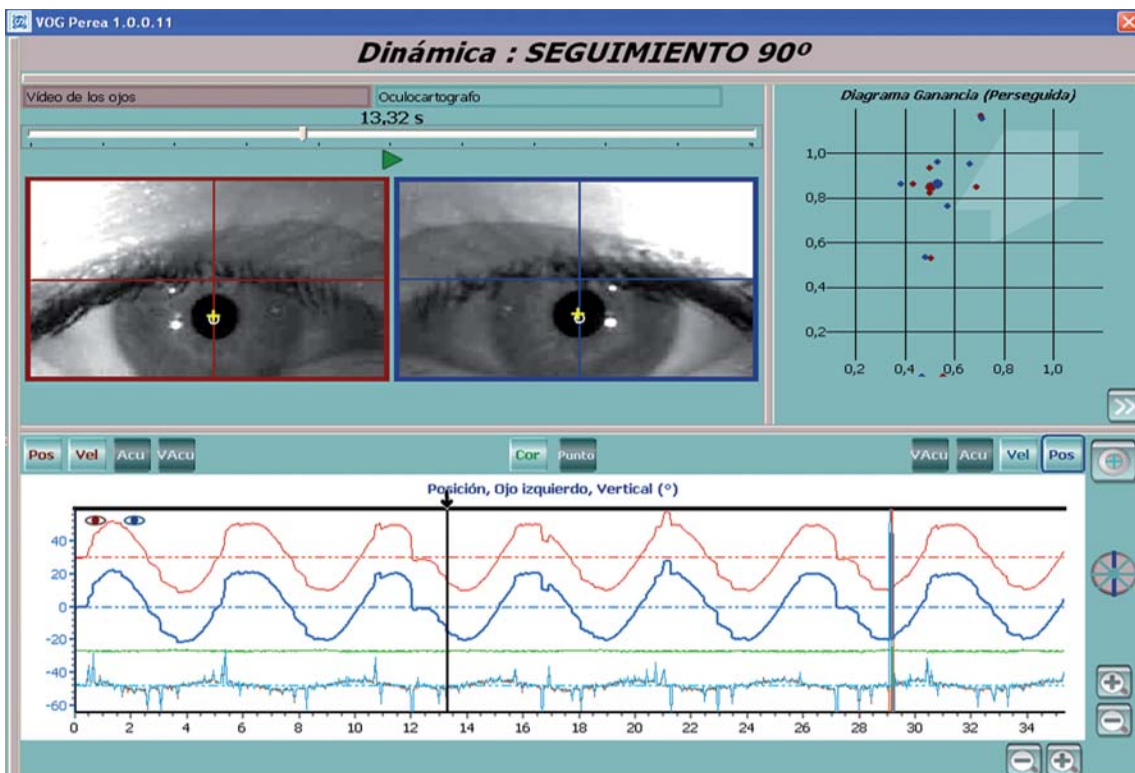 VOG Perea 1.0.0.11
Dinámica : SEGUIMIENTO 90º
Vídeo de los ojos
Oculocartografo
13,32 s
Diagrama Ganancia (Perseguida)
1,0
0,8
0,6
0,4
0,2
0,2 0,4 0,6 0,8 1,0
Pos Vel Acu VAcu Cor Punto VAcu Acu Vel Pos
Posición, Ojo izquierdo, Vertical (°)
40
20
0
-20
-40
-60
0 2 4 6 8 10 12 14 16 18 20 22 24 26 28 30 32 34